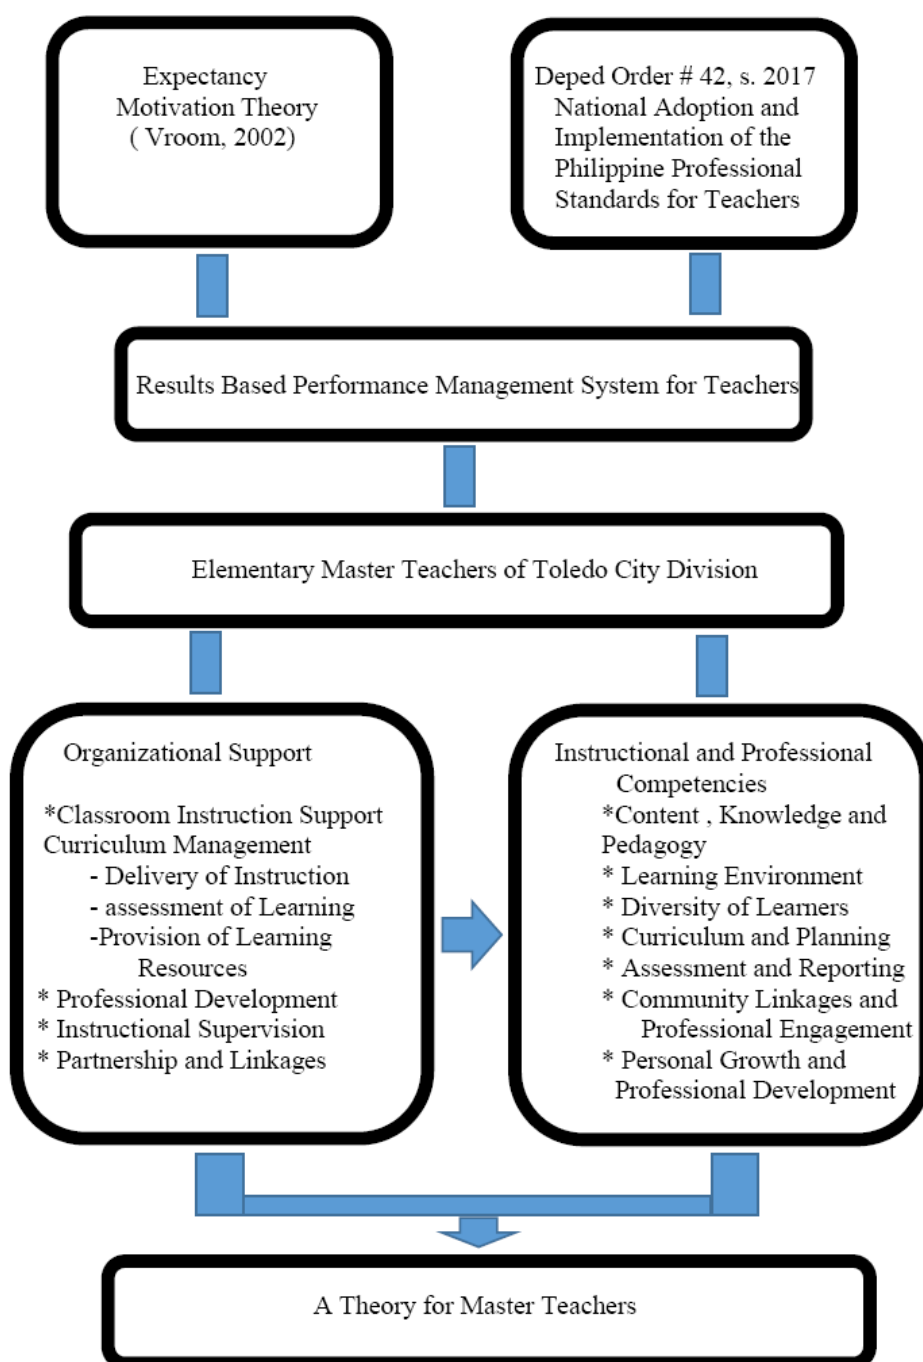 Expectancy
Motivation Theory
( Vroom, 2002)
Deped Order # 42, s. 2017
National Adoption and
Implementation of the
Philippine Professional
Standards for Teachers
Results Based Performance Management System for Teachers
Elementary Master Teachers of Toledo City Division
Organizational Support
*Classroom Instruction Support
Curriculum Management
- Delivery of Instruction
- assessment of Learning
-Provision of Learning
Resources
* Professional Development
* Instructional Supervision
* Partnership and Linkages
Instructional and Professional
Competencies
*Content , Knowledge and
Pedagogy
* Learning Environment
* Diversity of Learners
* Curriculum and Planning
* Assessment and Reporting
* Community Linkages and
Professional Engagement
* Personal Growth and
Professional Development
A Theory for Master Teachers